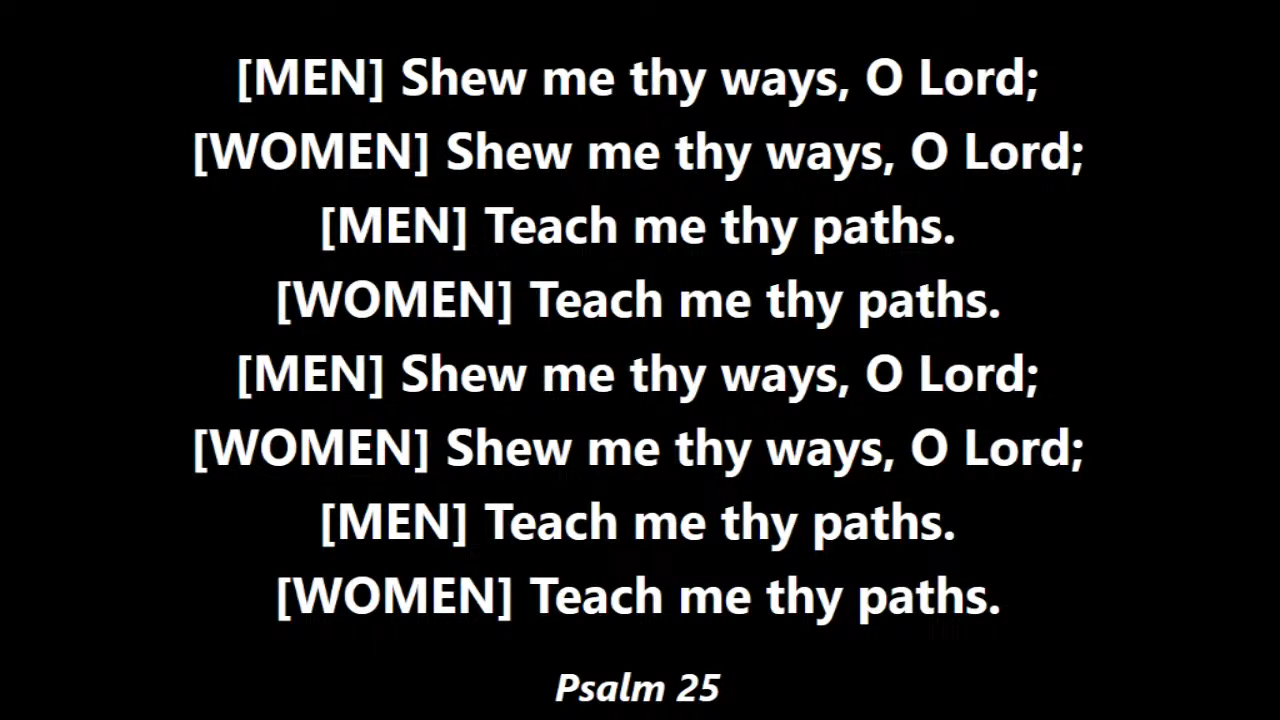 [MEN] Shew me thy ways, O Lord;
[WOMEN] Shew me thy ways, O Lord;
[MEN] Teach me thy paths.
[WOMEN] Teach me thy paths.
[MEN] Shew me thy ways, O Lord;
[WOMEN] Shew me thy ways, O Lord;
[MEN] Teach me thy paths.
[WOMEN] Teach me thy paths.
Psalm 25